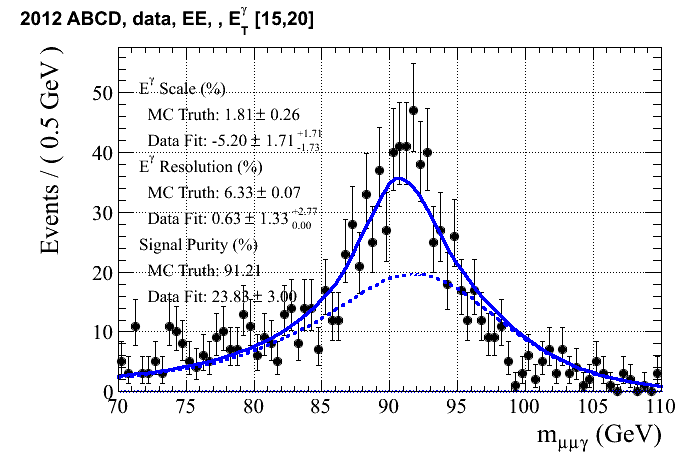 2012 ABCD, data, EE, , E_T^γ [15,20]
Events / ( 0.5 GeV )
E^γ Scale (%)
MC Truth: 1.81 ± 0.26
Data Fit: -5.20 ± 1.71 +1.71 -1.73
E^γ Resolution (%)
MC Truth: 6.33 ± 0.07
Data Fit: 0.63 ± 1.33 +2.77 0.00
Signal Purity (%)
MC Truth: 91.21
Data Fit: 23.83 ± 3.00
50
40
30
20
10
0
70 75 80 85 90 95 100 105 110
m_μμγ (GeV)